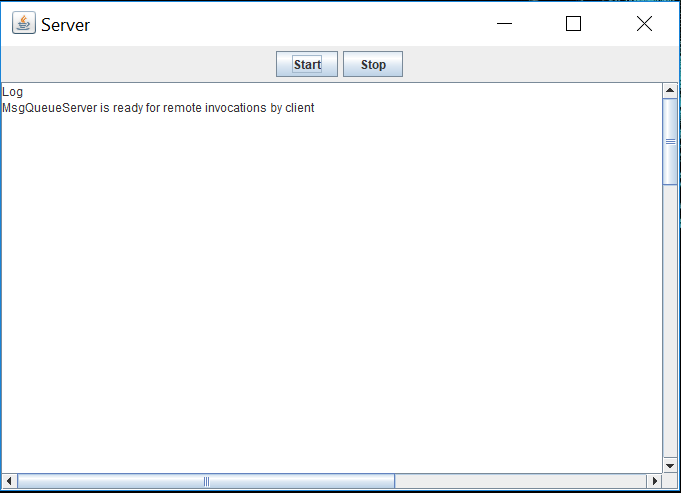 Server
Start Stop
Log
MsgQueueServer is ready for remote invocations by client